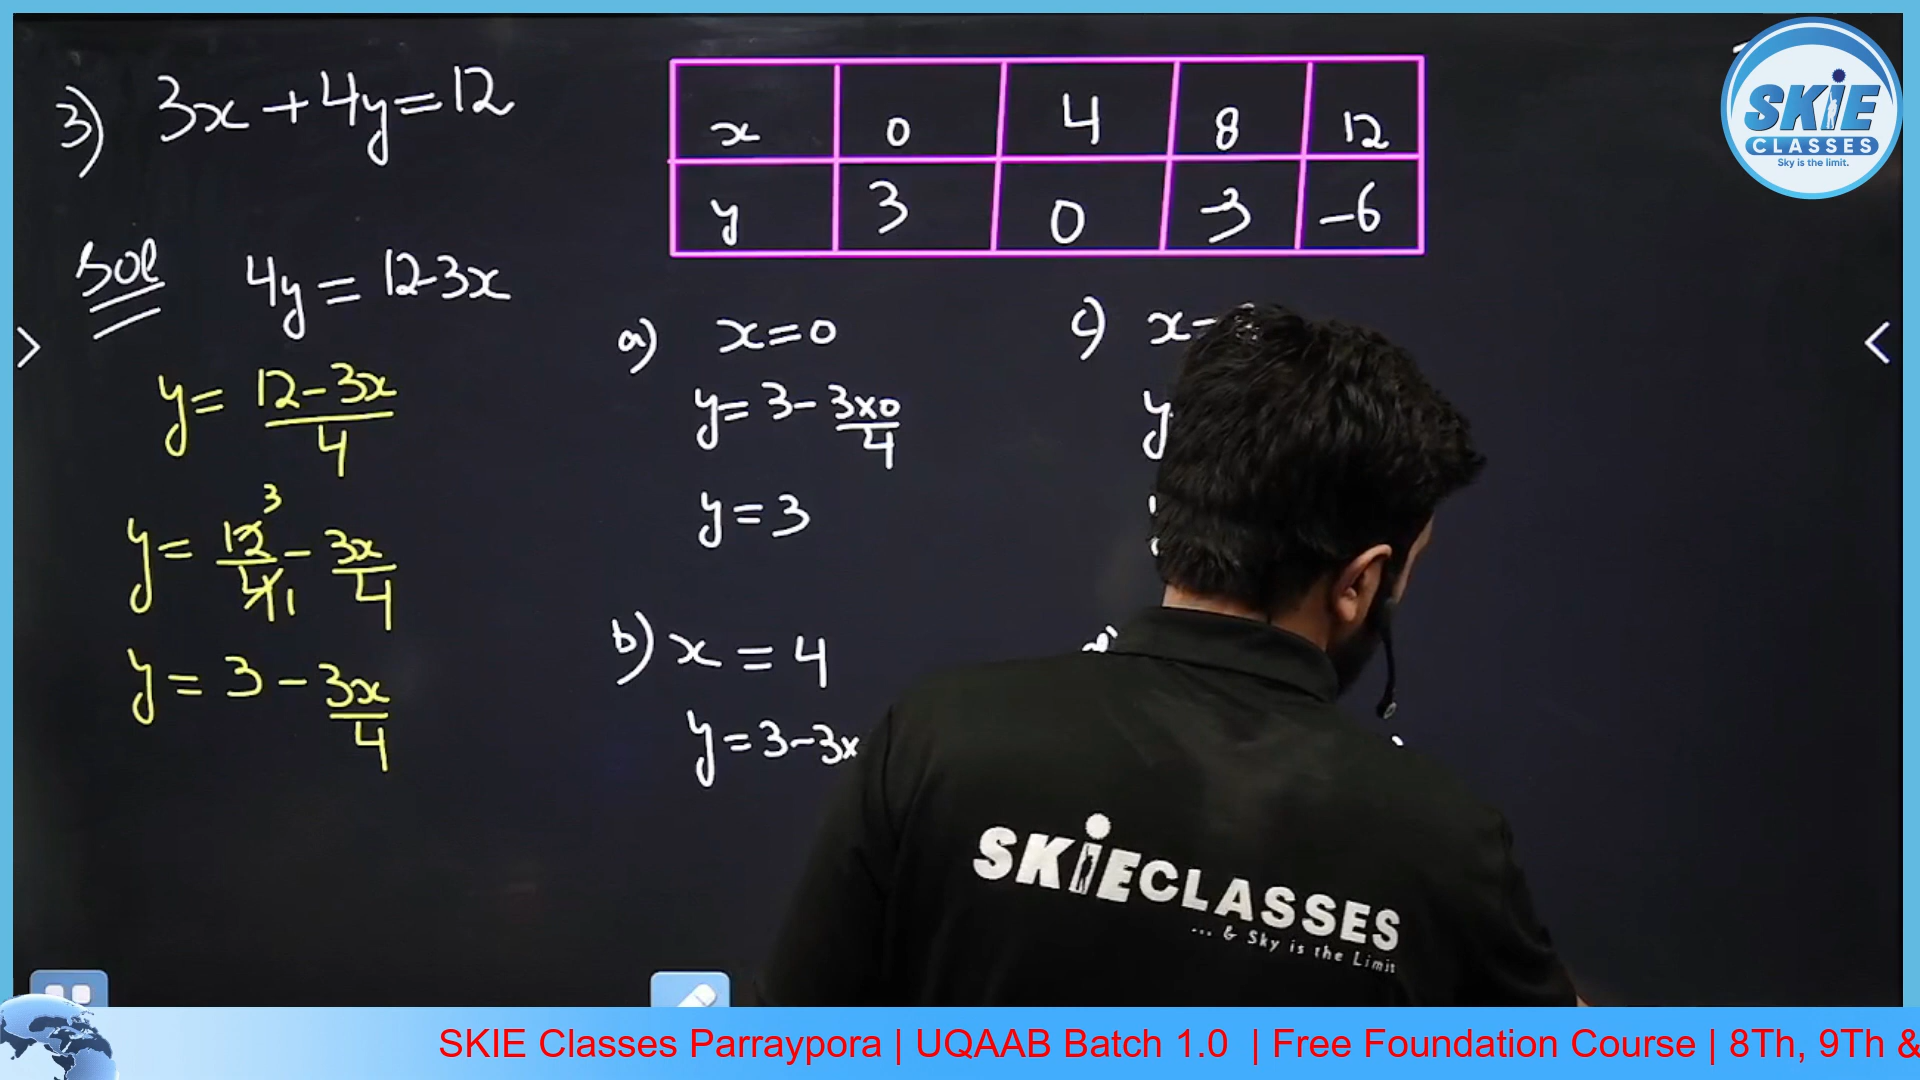 3) 3x + 4y = 12
Sol 4y = 12-3x
y = 12-3x/4
y = 12/4 - 3x/4
3
1
y = 3 - 3x/4
x 0 4 8 12
y 3 0 -3 -6
a) x = 0
y = 3 - 3x0/4
y = 3
b) x = 4
y = 3-3x
c) x =
y
SKIE
CLASSES
Sky is the limit.
SKIECLASSES
... & Sky is the Limit
SKIE Classes Parraypora | UQAAB Batch 1.0 | Free Foundation Course | 8Th, 9Th &